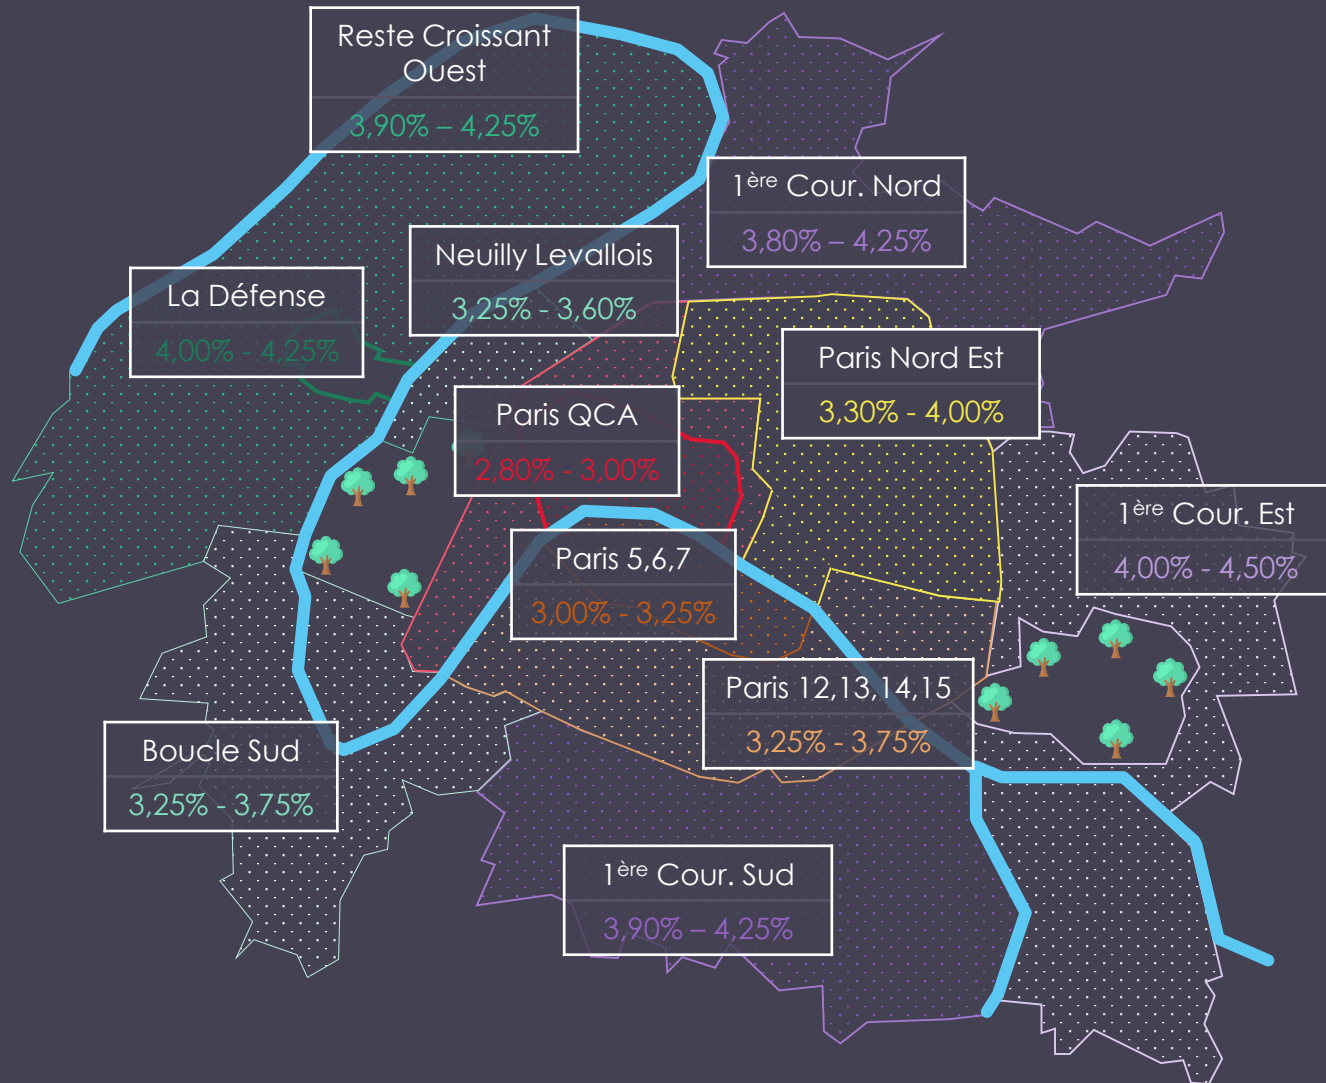 Reste Croissant
Ouest
3,90% – 4,25%
1ère Cour. Nord
3,80% – 4,25%
Neuilly Levallois
3,25% - 3,60%
La Défense
4,00% - 4,25%
Paris Nord Est
3,30% - 4,00%
Paris QCA
2,80% - 3,00%
1ère Cour. Est
4,00% - 4,50%
Paris 5,6,7
3,00% - 3,25%
Paris 12,13,14,15
3,25% - 3,75%
Boucle Sud
3,25% - 3,75%
1ère Cour. Sud
3,90% – 4,25%